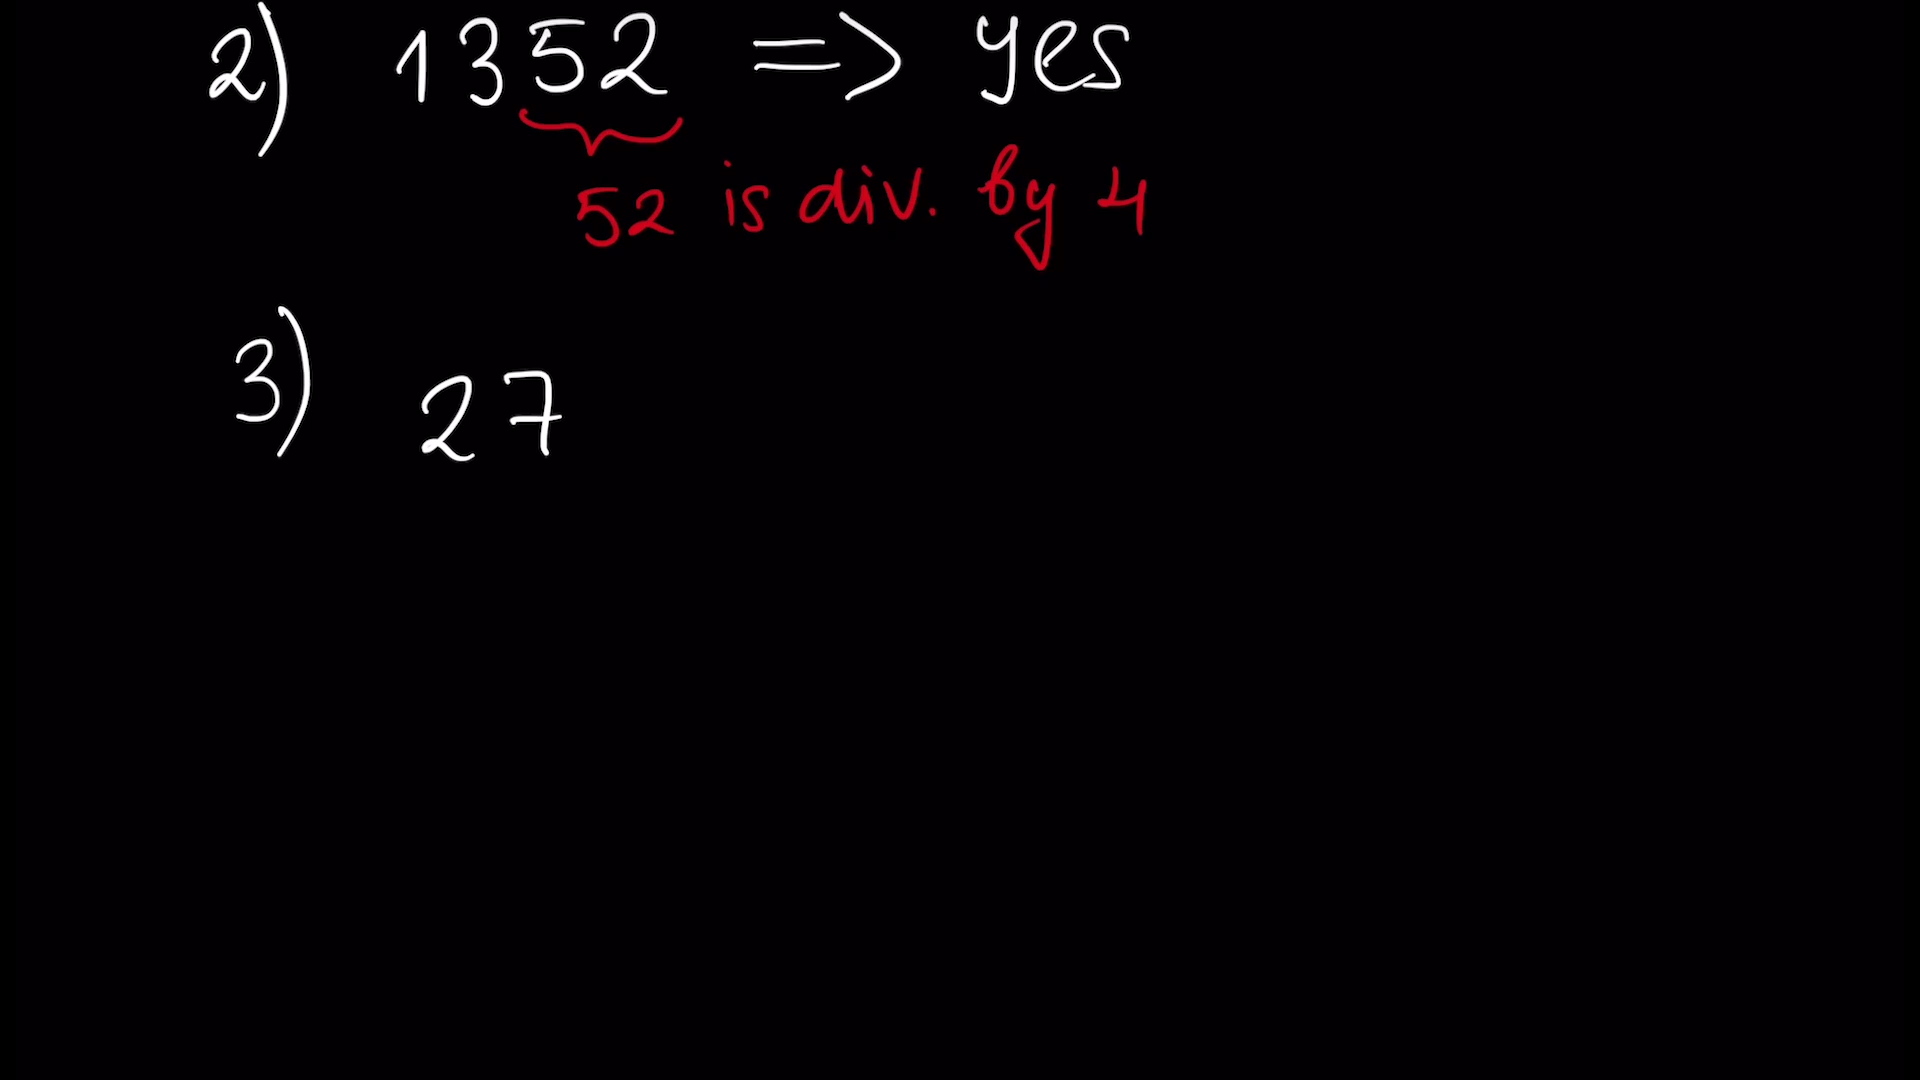 2) 1352 => yes
52 is div. by 4
3) 27